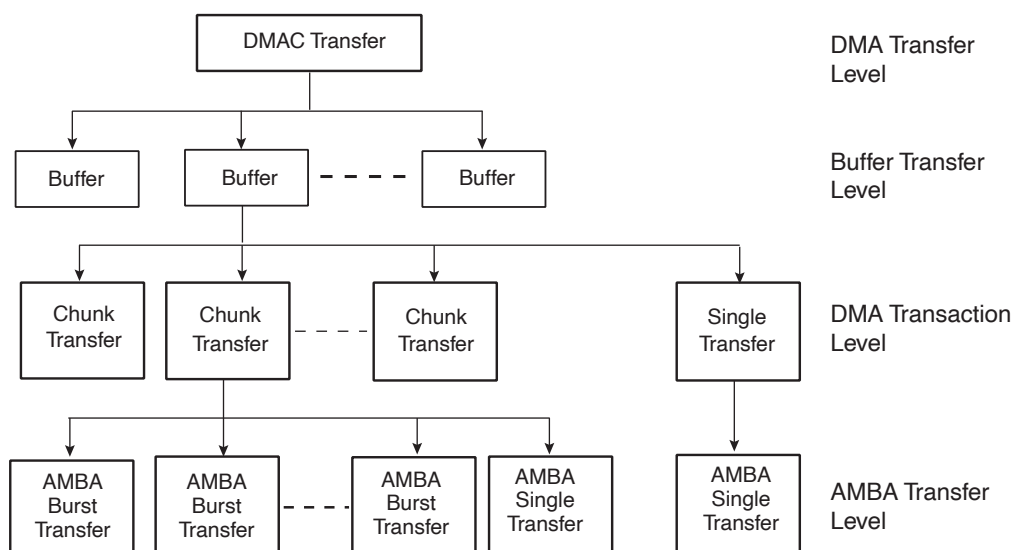 DMAC Transfer
DMA Transfer
Level
Buffer
Buffer
Buffer
Buffer Transfer
Level
Chunk
Transfer
Chunk
Transfer
Chunk
Transfer
Single
Transfer
DMA Transaction
Level
AMBA
Burst
Transfer
AMBA
Burst
Transfer
AMBA
Burst
Transfer
AMBA
Single
Transfer
AMBA
Single
Transfer
AMBA Transfer
Level